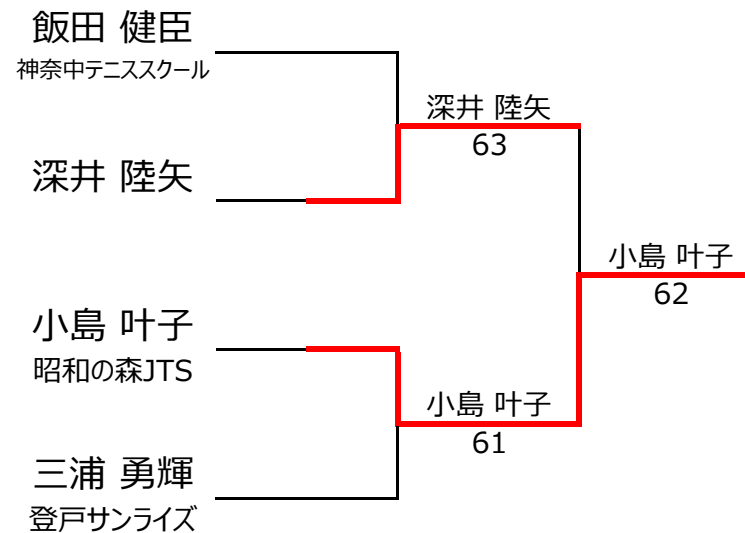 飯田 健臣
神奈中テニススクール
深井 陸矢
63
深井 陸矢
小島 叶子
62
小島 叶子
昭和の森JTS
小島 叶子
61
三浦 勇輝
登戸サンライズ